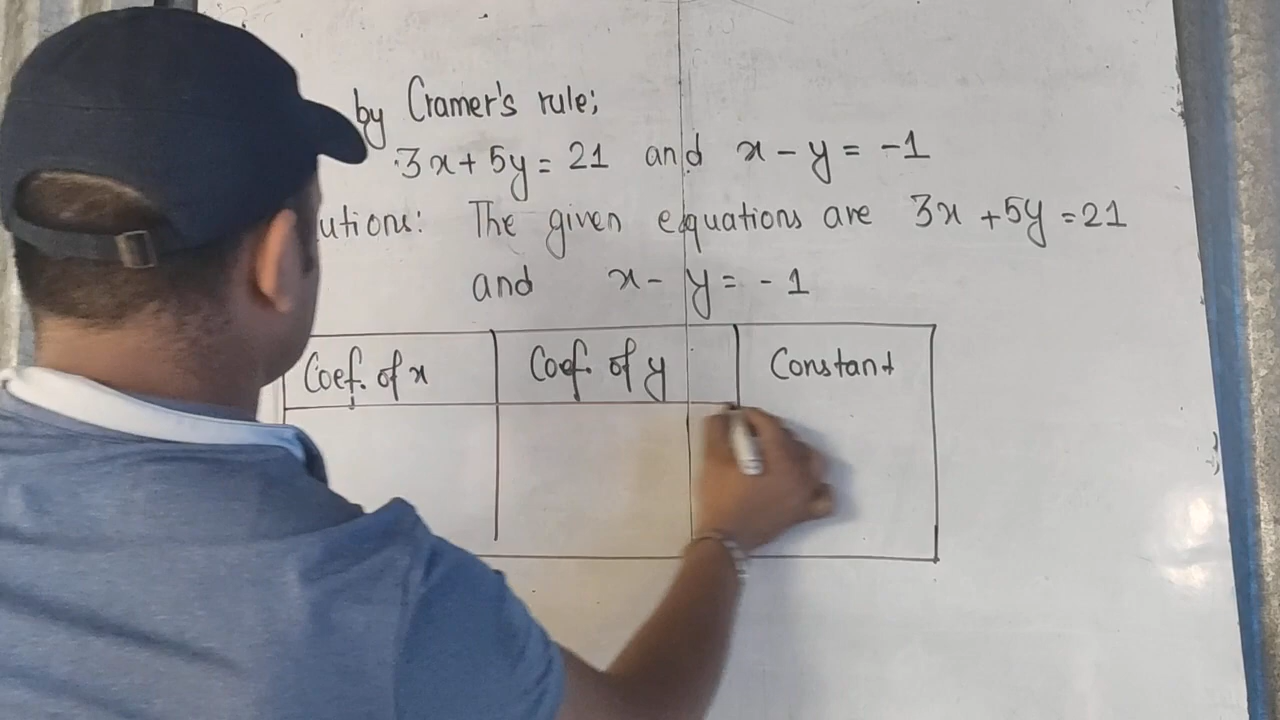 by Cramer's rule;
3x + 5y = 21 and x - y = -1
utions: The given equations are 3x + 5y = 21
and x - y = - 1
Coef. of x Coef. of y Constant